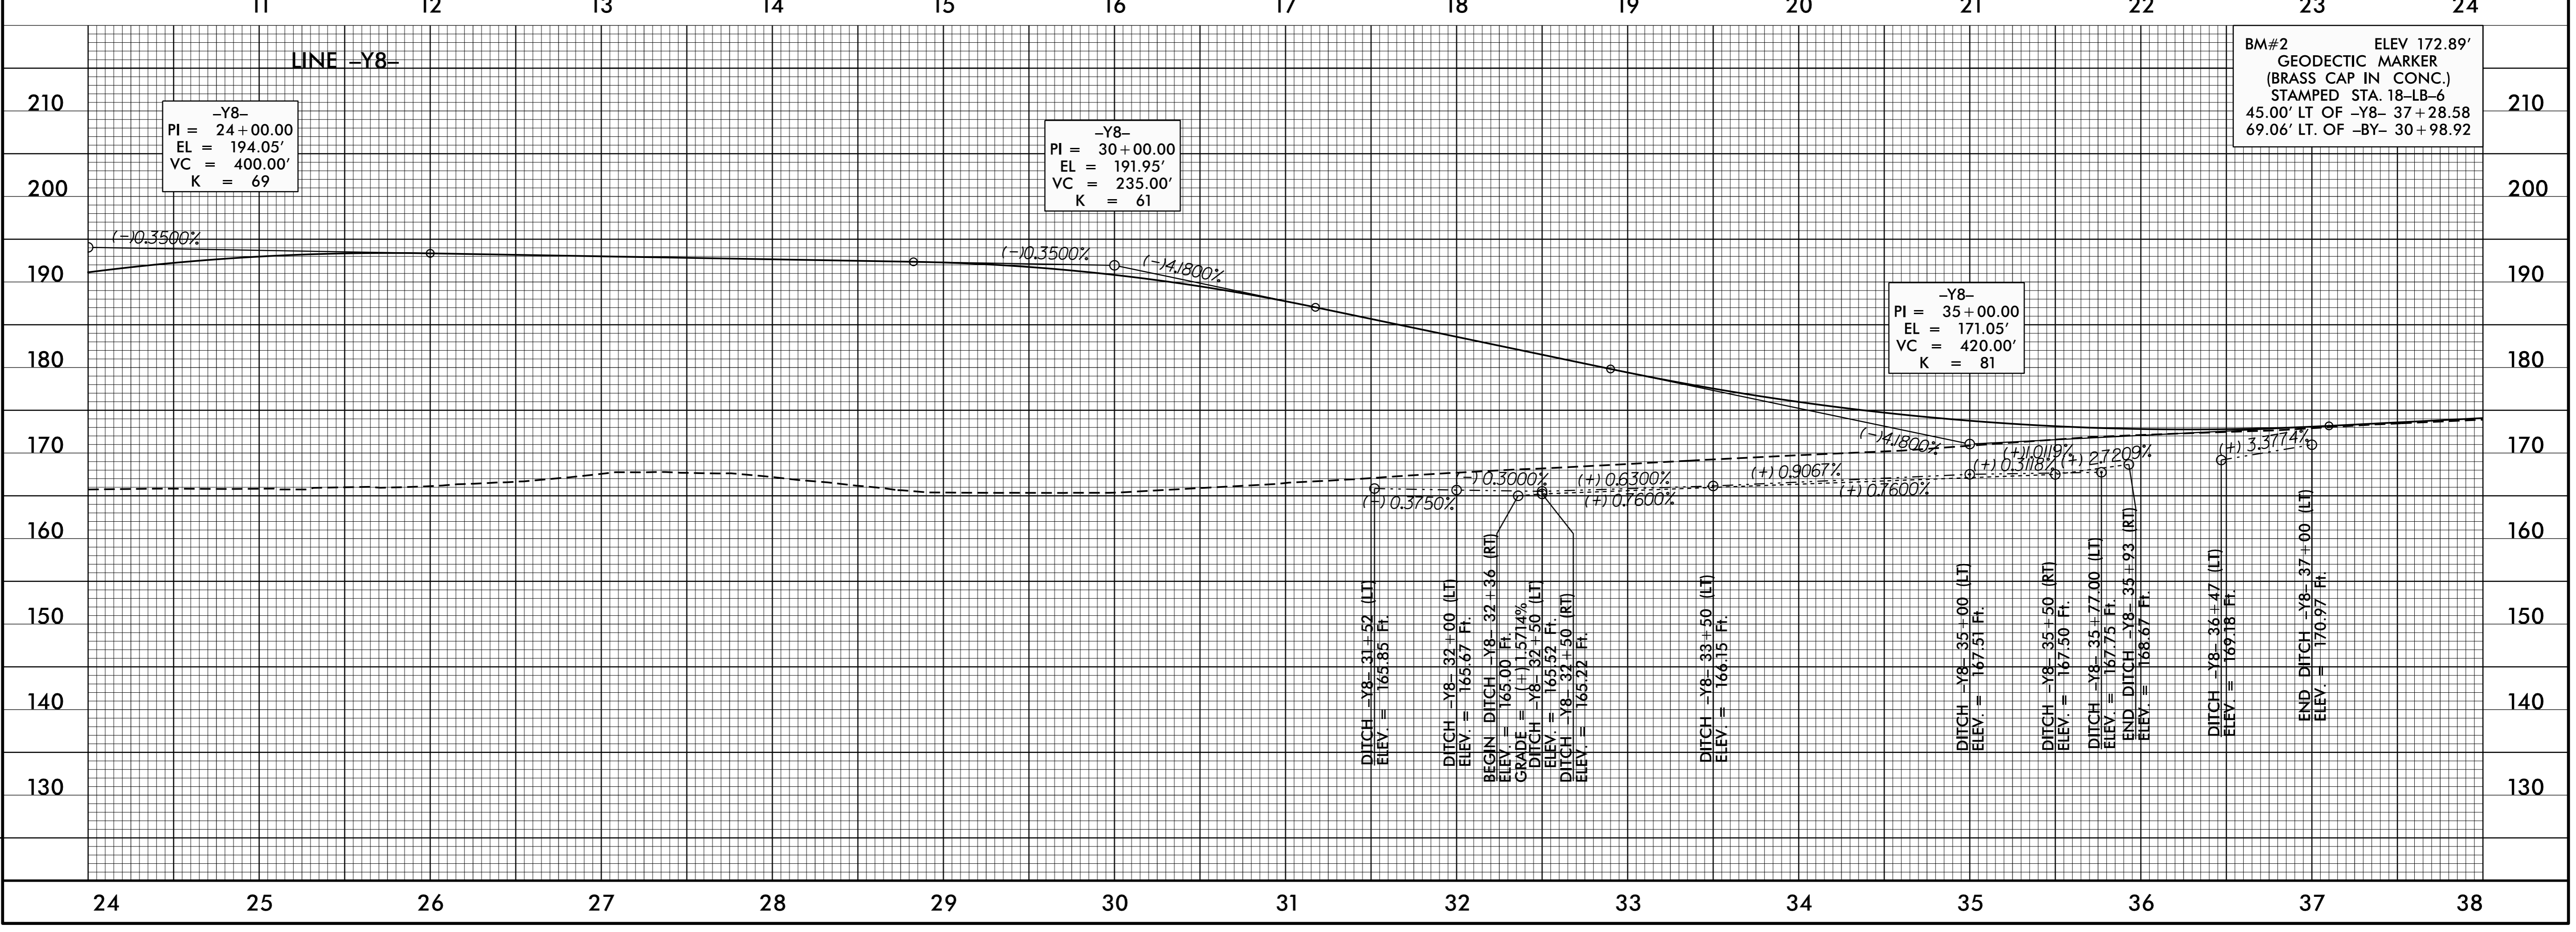 11 12 13 14 15 16 17 18 19 20 21 22 23 24
LINE –Y8–
BM#2 ELEV 172.89'
GEODECTIC MARKER
(BRASS CAP IN CONC.)
STAMPED STA. 18–LB–6
45.00' LT OF –Y8– 37+28.58
69.06' LT. OF –BY– 30+98.92
210 210
–Y8–
PI = 24+00.00
EL = 194.05'
VC = 400.00'
K = 69
–Y8–
PI = 30+00.00
EL = 191.95'
VC = 235.00'
K = 61
200 200
(–)0.3500%
(–)0.3500%
(–)4.1800%
190 190
–Y8–
PI = 35+00.00
EL = 171.05'
VC = 420.00'
K = 81
180 180
170 170
(–)4.1800%
(+)1.0119%
(+) 3.3774%
(+) 0.3118%
(+) 2.7209%
(–)0.3000%
(+) 0.6300%
(+) 0.9067%
(–) 0.3750%
(+) 0.7600%
(+) 0.7600%
160 160
150 150
140 140
130 130
DITCH –Y8– 31+52 (LT)
ELEV. = 165.85 Ft.
DITCH –Y8– 32+00 (LT)
ELEV. = 165.67 Ft.
BEGIN DITCH –Y8– 32+36 (RT)
ELEV. = 165.00 Ft.
GRADE = (+)1.5714%
DITCH –Y8– 32+50 (LT)
ELEV. = 165.52 Ft.
DITCH –Y8– 32+50 (RT)
ELEV. = 165.22 Ft.
DITCH –Y8– 33+50 (LT)
ELEV. = 166.15 Ft.
DITCH –Y8– 35+00 (LT)
ELEV. = 167.51 Ft.
DITCH –Y8– 35+50 (RT)
ELEV. = 167.50 Ft.
DITCH –Y8– 35+77.00 (LT)
ELEV. = 167.75 Ft.
END DITCH –Y8– 35+93 (RT)
ELEV. = 168.67 Ft.
DITCH –Y8– 36+47 (LT)
ELEV. = 169.18 Ft.
END DITCH –Y8– 37+00 (LT)
ELEV. = 170.97 Ft.
24 25 26 27 28 29 30 31 32 33 34 35 36 37 38